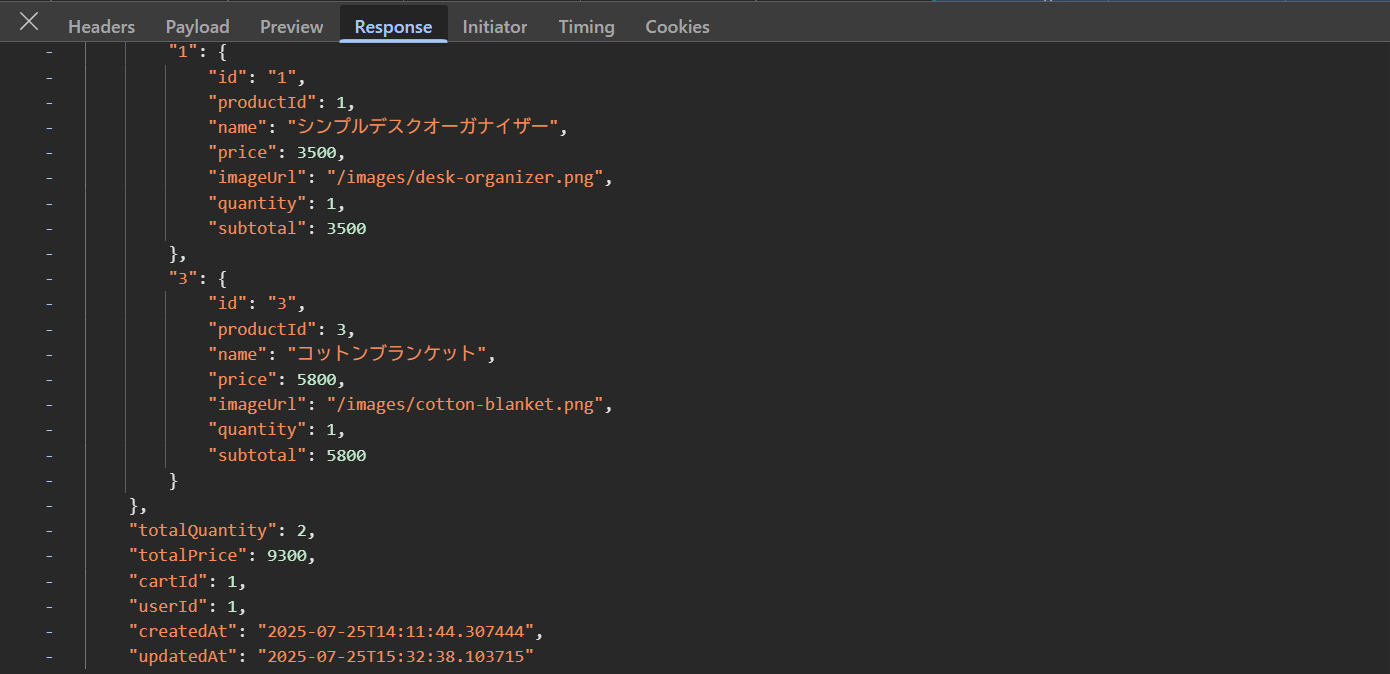 Headers Payload Preview Response Initiator Timing Cookies
- "1": {
- "id": "1",
- "productId": 1,
- "name": "シンプルデスクオーガナイザー",
- "price": 3500,
- "imageUrl": "/images/desk-organizer.png",
- "quantity": 1,
- "subtotal": 3500
- },
- "3": {
- "id": "3",
- "productId": 3,
- "name": "コットンブランケット",
- "price": 5800,
- "imageUrl": "/images/cotton-blanket.png",
- "quantity": 1,
- "subtotal": 5800
- }
- },
- "totalQuantity": 2,
- "totalPrice": 9300,
- "cartId": 1,
- "userId": 1,
- "createdAt": "2025-07-25T14:11:44.307444",
- "updatedAt": "2025-07-25T15:32:38.103715"